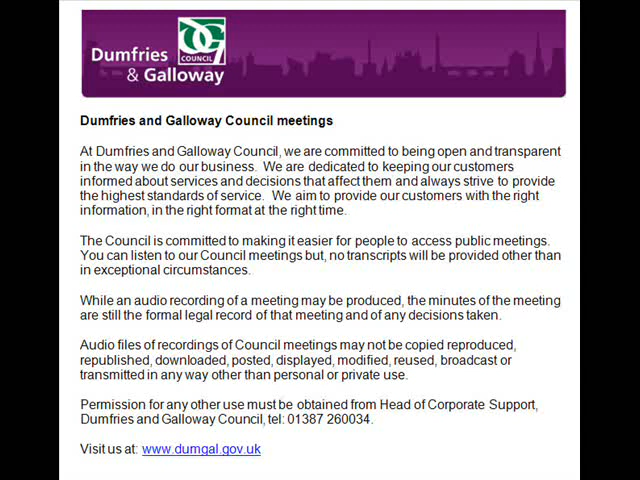 Dumfries
& Galloway
COUNCIL
Dumfries and Galloway Council meetings
At Dumfries and Galloway Council, we are committed to being open and transparent
in the way we do our business.  We are dedicated to keeping our customers
informed about services and decisions that affect them and always strive to provide
the highest standards of service.  We aim to provide our customers with the right
information, in the right format at the right time.
The Council is committed to making it easier for people to access public meetings.
You can listen to our Council meetings but, no transcripts will be provided other than
in exceptional circumstances.
While an audio recording of a meeting may be produced, the minutes of the meeting
are still the formal legal record of that meeting and of any decisions taken.
Audio files of recordings of Council meetings may not be copied reproduced,
republished, downloaded, posted, displayed, modified, reused, broadcast or
transmitted in any way other than personal or private use.
Permission for any other use must be obtained from Head of Corporate Support,
Dumfries and Galloway Council, tel: 01387 260034.
Visit us at: www.dumgal.gov.uk